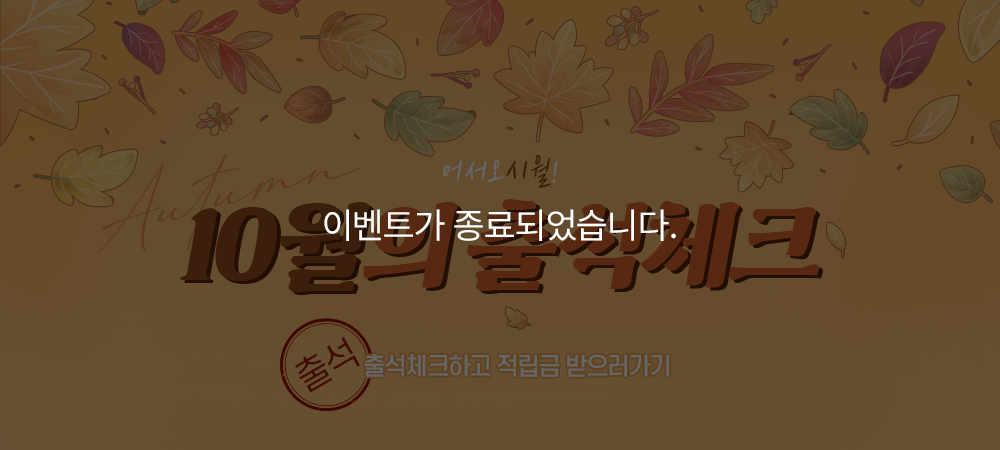 Autumn
어서오시월!
10월의 출석체크
이벤트가 종료되었습니다.
출석
출석체크하고 적립금 받으러가기